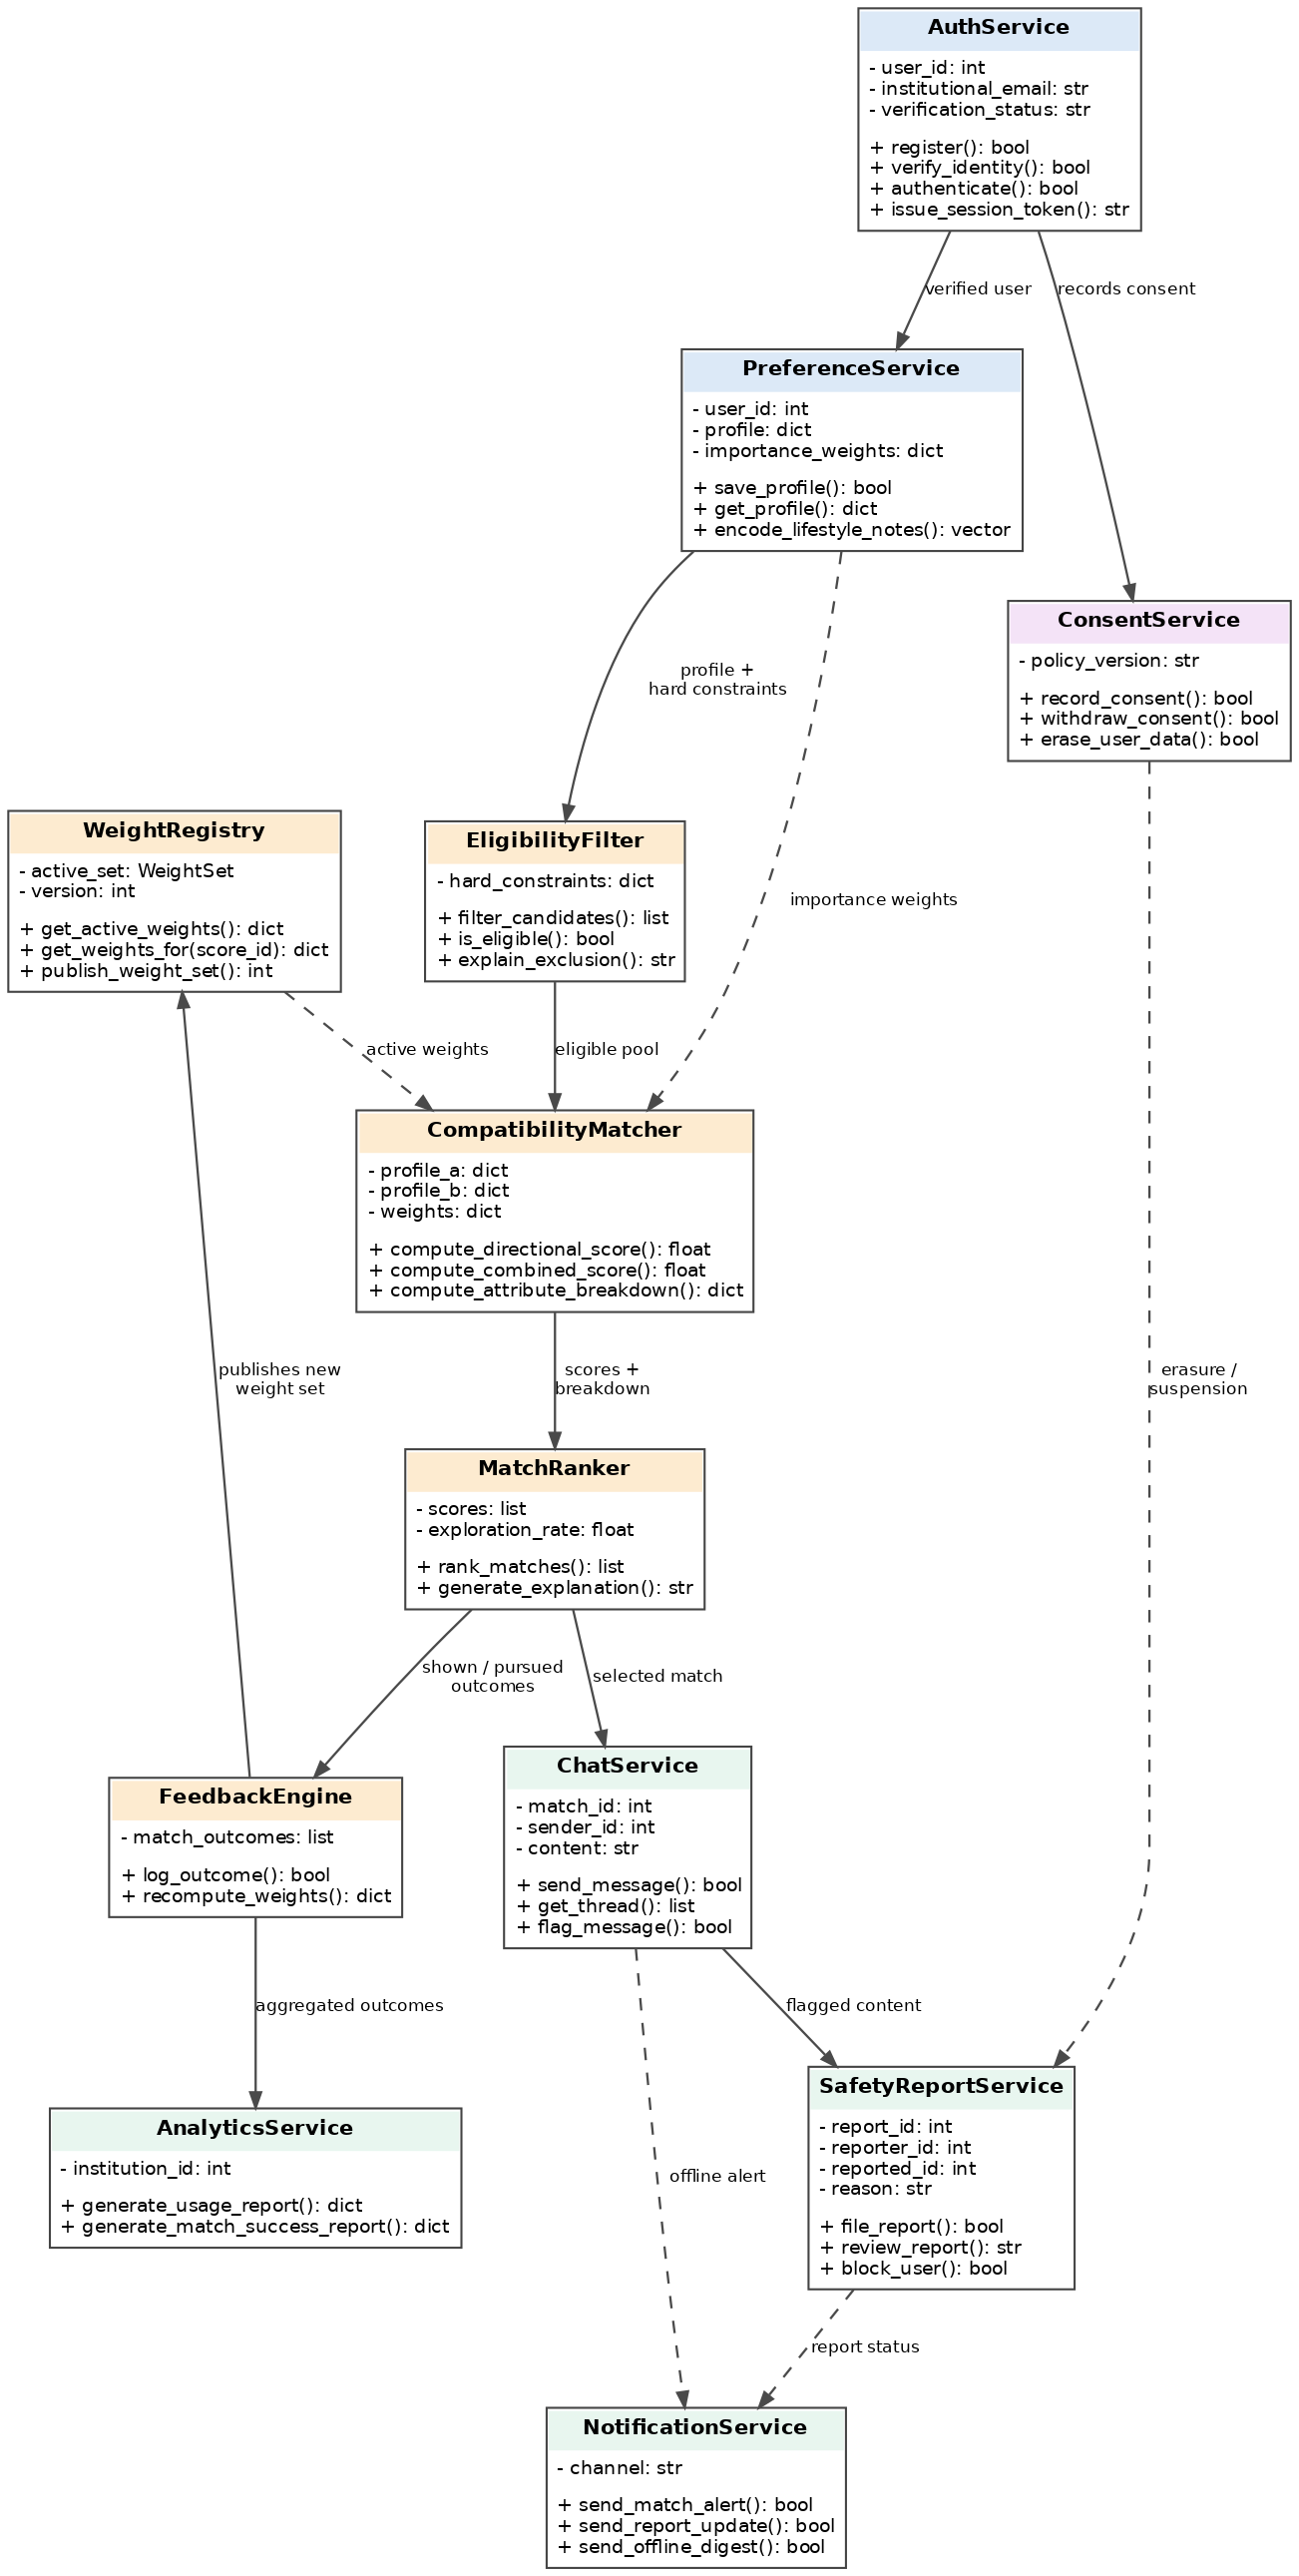 AuthService
- user_id: int
- institutional_email: str
- verification_status: str
+ register(): bool
+ verify_identity(): bool
+ authenticate(): bool
+ issue_session_token(): str
verified user
records consent
PreferenceService
- user_id: int
- profile: dict
- importance_weights: dict
+ save_profile(): bool
+ get_profile(): dict
+ encode_lifestyle_notes(): vector
ConsentService
- policy_version: str
+ record_consent(): bool
+ withdraw_consent(): bool
+ erase_user_data(): bool
profile +
hard constraints
WeightRegistry
- active_set: WeightSet
- version: int
+ get_active_weights(): dict
+ get_weights_for(score_id): dict
+ publish_weight_set(): int
EligibilityFilter
- hard_constraints: dict
+ filter_candidates(): list
+ is_eligible(): bool
+ explain_exclusion(): str
importance weights
active weights
eligible pool
CompatibilityMatcher
- profile_a: dict
- profile_b: dict
- weights: dict
+ compute_directional_score(): float
+ compute_combined_score(): float
+ compute_attribute_breakdown(): dict
publishes new
weight set
scores +
breakdown
erasure /
suspension
MatchRanker
- scores: list
- exploration_rate: float
+ rank_matches(): list
+ generate_explanation(): str
shown / pursued
outcomes
selected match
FeedbackEngine
- match_outcomes: list
+ log_outcome(): bool
+ recompute_weights(): dict
ChatService
- match_id: int
- sender_id: int
- content: str
+ send_message(): bool
+ get_thread(): list
+ flag_message(): bool
aggregated outcomes
flagged content
AnalyticsService
- institution_id: int
+ generate_usage_report(): dict
+ generate_match_success_report(): dict
SafetyReportService
- report_id: int
- reporter_id: int
- reported_id: int
- reason: str
+ file_report(): bool
+ review_report(): str
+ block_user(): bool
offline alert
report status
NotificationService
- channel: str
+ send_match_alert(): bool
+ send_report_update(): bool
+ send_offline_digest(): bool